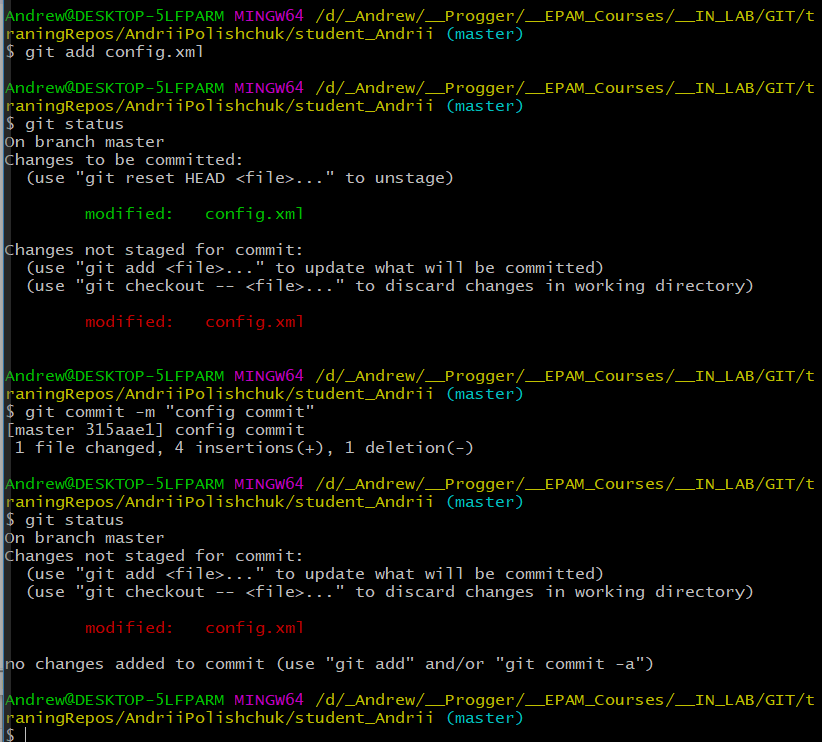 Andrew@DESKTOP-5LFPARM MINGW64 /d/_Andrew/__Progger/__EPAM_Courses/__IN_LAB/GIT/t
raningRepos/AndriiPolishchuk/student_Andrii (master)
$ git add config.xml
Andrew@DESKTOP-5LFPARM MINGW64 /d/_Andrew/__Progger/__EPAM_Courses/__IN_LAB/GIT/t
raningRepos/AndriiPolishchuk/student_Andrii (master)
$ git status
On branch master
Changes to be committed:
  (use "git reset HEAD <file>..." to unstage)
        modified:   config.xml
Changes not staged for commit:
  (use "git add <file>..." to update what will be committed)
  (use "git checkout -- <file>..." to discard changes in working directory)
        modified:   config.xml
Andrew@DESKTOP-5LFPARM MINGW64 /d/_Andrew/__Progger/__EPAM_Courses/__IN_LAB/GIT/t
raningRepos/AndriiPolishchuk/student_Andrii (master)
$ git commit -m "config commit"
[master 315aae1] config commit
 1 file changed, 4 insertions(+), 1 deletion(-)
Andrew@DESKTOP-5LFPARM MINGW64 /d/_Andrew/__Progger/__EPAM_Courses/__IN_LAB/GIT/t
raningRepos/AndriiPolishchuk/student_Andrii (master)
$ git status
On branch master
Changes not staged for commit:
  (use "git add <file>..." to update what will be committed)
  (use "git checkout -- <file>..." to discard changes in working directory)
        modified:   config.xml
no changes added to commit (use "git add" and/or "git commit -a")
Andrew@DESKTOP-5LFPARM MINGW64 /d/_Andrew/__Progger/__EPAM_Courses/__IN_LAB/GIT/t
raningRepos/AndriiPolishchuk/student_Andrii (master)
$